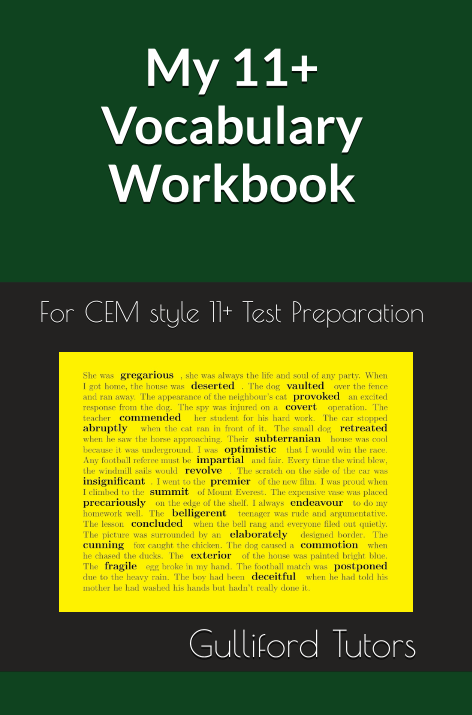 My 11+
Vocabulary
Workbook
For CEM style 11+ Test Preparation
She was gregarious , she was always the life and soul of any party. When
I got home, the house was deserted . The dog vaulted over the fence
and ran away. The appearance of the neighbour's cat provoked an excited
response from the dog. The spy was injured on a covert operation. The
teacher commended her student for his hard work. The car stopped
abruptly when the cat ran in front of it. The small dog retreated
when he saw the horse approaching. Their subterranian house was cool
because it was underground. I was optimistic that I would win the race.
Any football referee must be impartial and fair. Every time the wind blew,
the windmill sails would revolve . The scratch on the side of the car was
insignificant . I went to the premier of the new film. I was proud when
I climbed to the summit of Mount Everest. The expensive vase was placed
precariously on the edge of the shelf. I always endeavour to do my
homework well. The belligerent teenager was rude and argumentative.
The lesson concluded when the bell rang and everyone filed out quietly.
The picture was surrounded by an elaborately designed border. The
cunning fox caught the chicken. The dog caused a commotion when
he chased the ducks. The exterior of the house was painted bright blue.
The fragile egg broke in my hand. The football match was postponed
due to the heavy rain. The boy had been deceitful when he had told his
mother he had washed his hands but hadn't really done it.
Gulliford Tutors